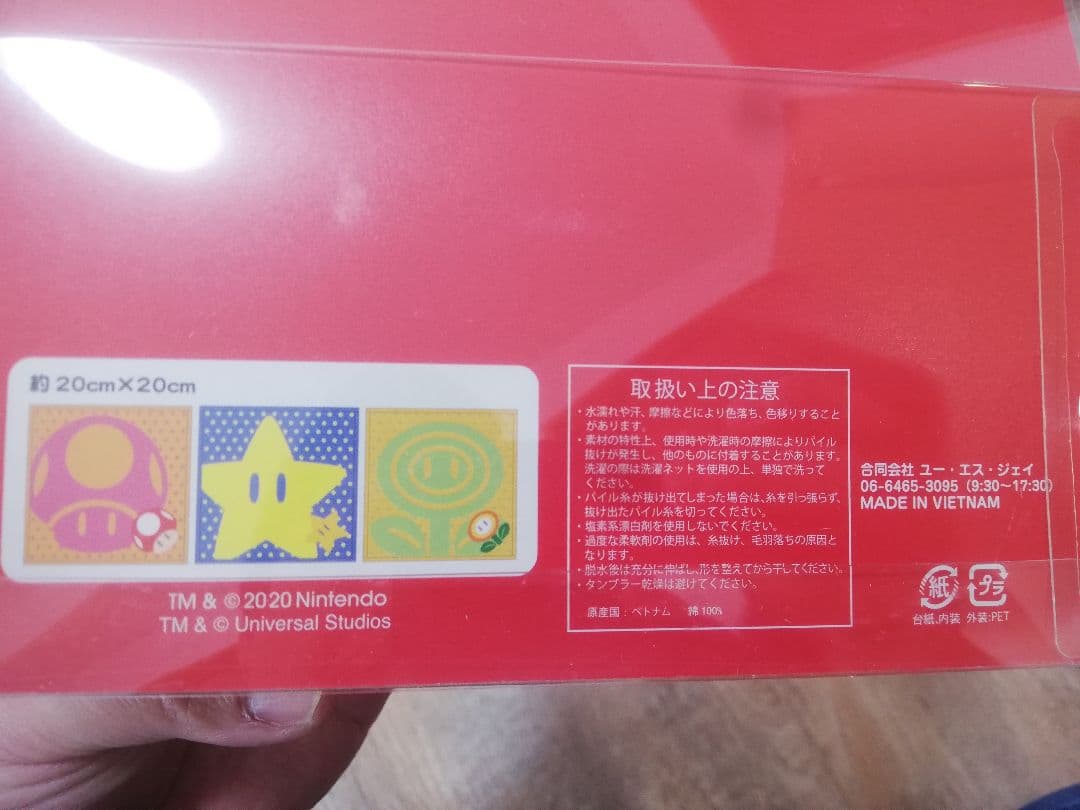 約20cm×20cm
TM & © 2020 Nintendo
TM & © Universal Studios
取扱い上の注意
・水濡れや汗、摩擦などにより色落ち、色移りすること
があります。
・素材の特性上、使用時や洗濯時の摩擦によりパイル
抜けが発生し、他のものに付着することがあります。
洗濯の際は洗濯ネットを使用の上、単独で洗って
ください。
・パイル糸が抜け出てしまった場合は、糸を引っ張らず、
抜け出たパイル糸を切ってください。
・塩素系漂白剤を使用しないでください。
・過度な柔軟剤の使用は、糸抜け、毛羽落ちの原因と
なります。
・脱水後は充分に伸ばし、形を整えてから干してください。
・タンブラー乾燥は避けてください。
原産国：ベトナム 綿100%
合同会社 ユー・エス・ジェイ
06-6465-3095（9:30～17:30）
MADE IN VIETNAM
紙 プラ
台紙、内装 外装:PET